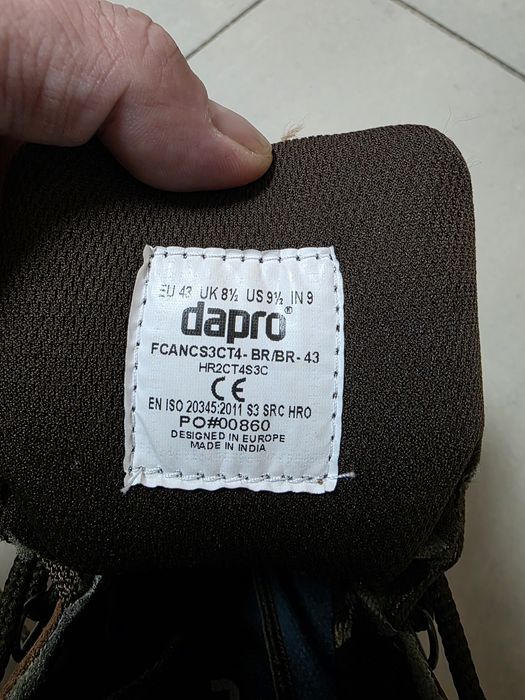 EU 43 UK 8½ US 9½ IN 9
dapro®
FCANCS3CT4- BR/BR- 43
HR2CT4S3C
CE
EN ISO 20345:2011 S3 SRC HRO
PO#00860
DESIGNED IN EUROPE
MADE IN INDIA